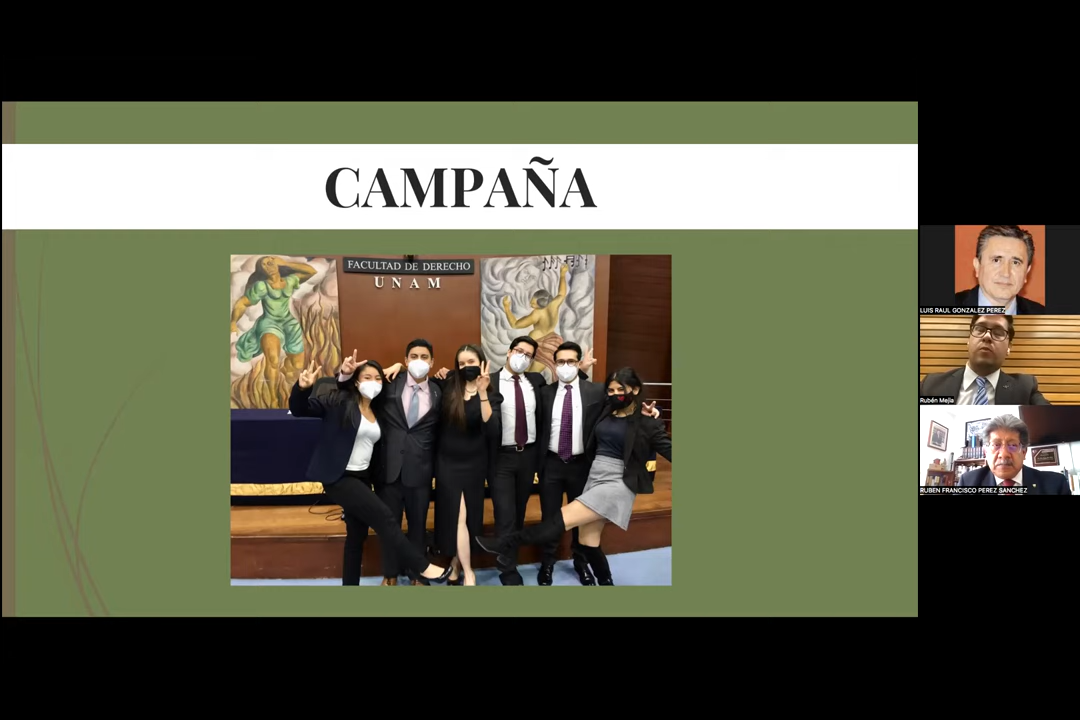 CAMPAÑA
FACULTAD DE DERECHO
UNAM
LUIS RAUL GONZALEZ PEREZ
Rubén Mejía
RUBEN FRANCISCO PEREZ SANCHEZ